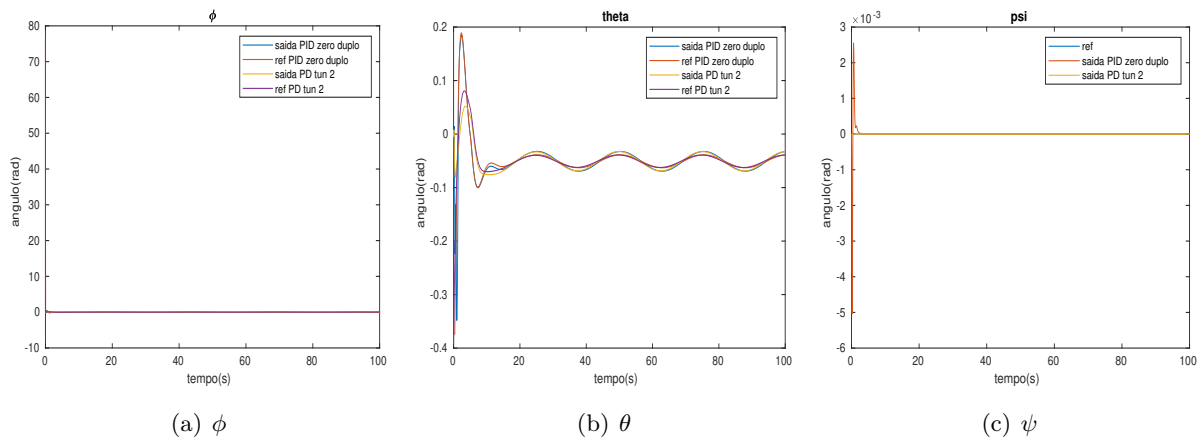 ϕ
80
70
60
50
40
30
20
10
0
-10
angulo(rad)
0 20 40 60 80 100
tempo(s)
saida PID zero duplo
ref PID zero duplo
saida PD tun 2
ref PD tun 2
(a) ϕ
theta
0.2
0.1
0
-0.1
-0.2
-0.3
-0.4
angulo(rad)
0 20 40 60 80 100
tempo(s)
saida PID zero duplo
ref PID zero duplo
saida PD tun 2
ref PD tun 2
(b) θ
psi
×10⁻³
3
2
1
0
-1
-2
-3
-4
-5
-6
angulo(rad)
0 20 40 60 80 100
tempo(s)
ref
saida PID zero duplo
saida PD tun 2
(c) ψ